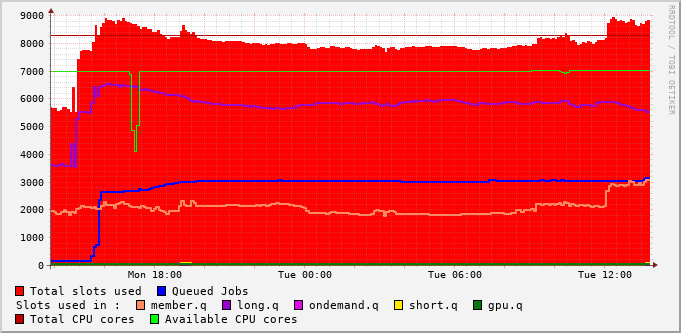 RRDTOOL / TOBI OETIKER
9000
8000
7000
6000
5000
4000
3000
2000
1000
0
Mon 18:00 Tue 00:00 Tue 06:00 Tue 12:00
Total slots used Queued Jobs
Slots used in : member.q long.q ondemand.q short.q gpu.q
Total CPU cores Available CPU cores